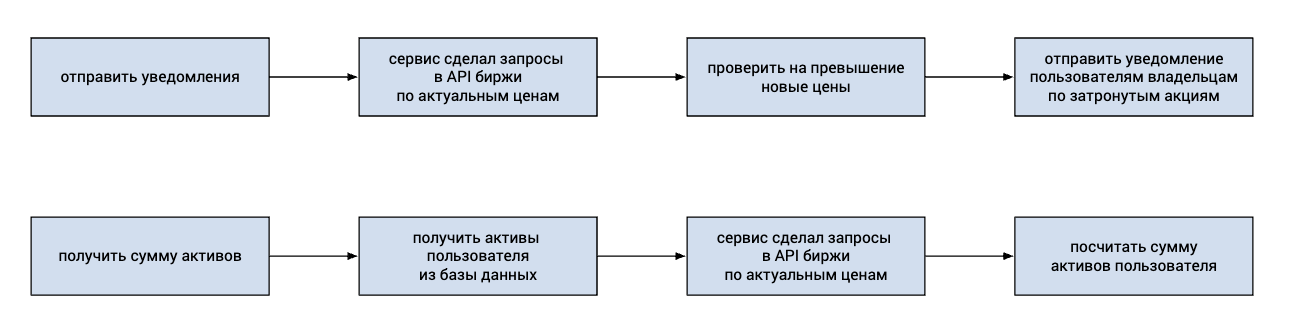 отправить уведомления
сервис сделал запросы
в API биржи
по актуальным ценам
проверить на превышение
новые цены
отправить уведомление
пользователям владельцам
по затронутым акциям
получить сумму активов
получить активы
пользователя
из базы данных
сервис сделал запросы
в API биржи
по актуальным ценам
посчитать сумму
активов пользователя